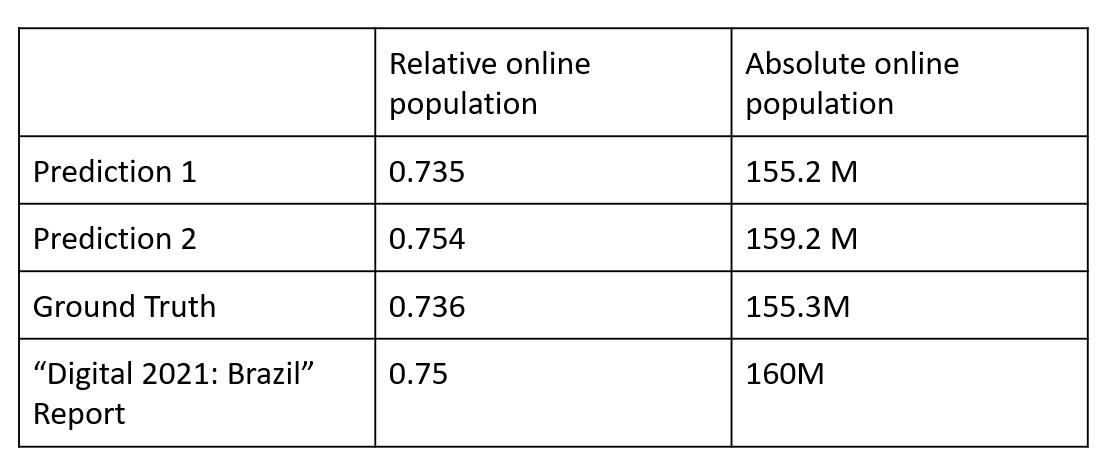 Relative online
population
Absolute online
population
Prediction 1
0.735
155.2 M
Prediction 2
0.754
159.2 M
Ground Truth
0.736
155.3M
“Digital 2021: Brazil”
Report
0.75
160M